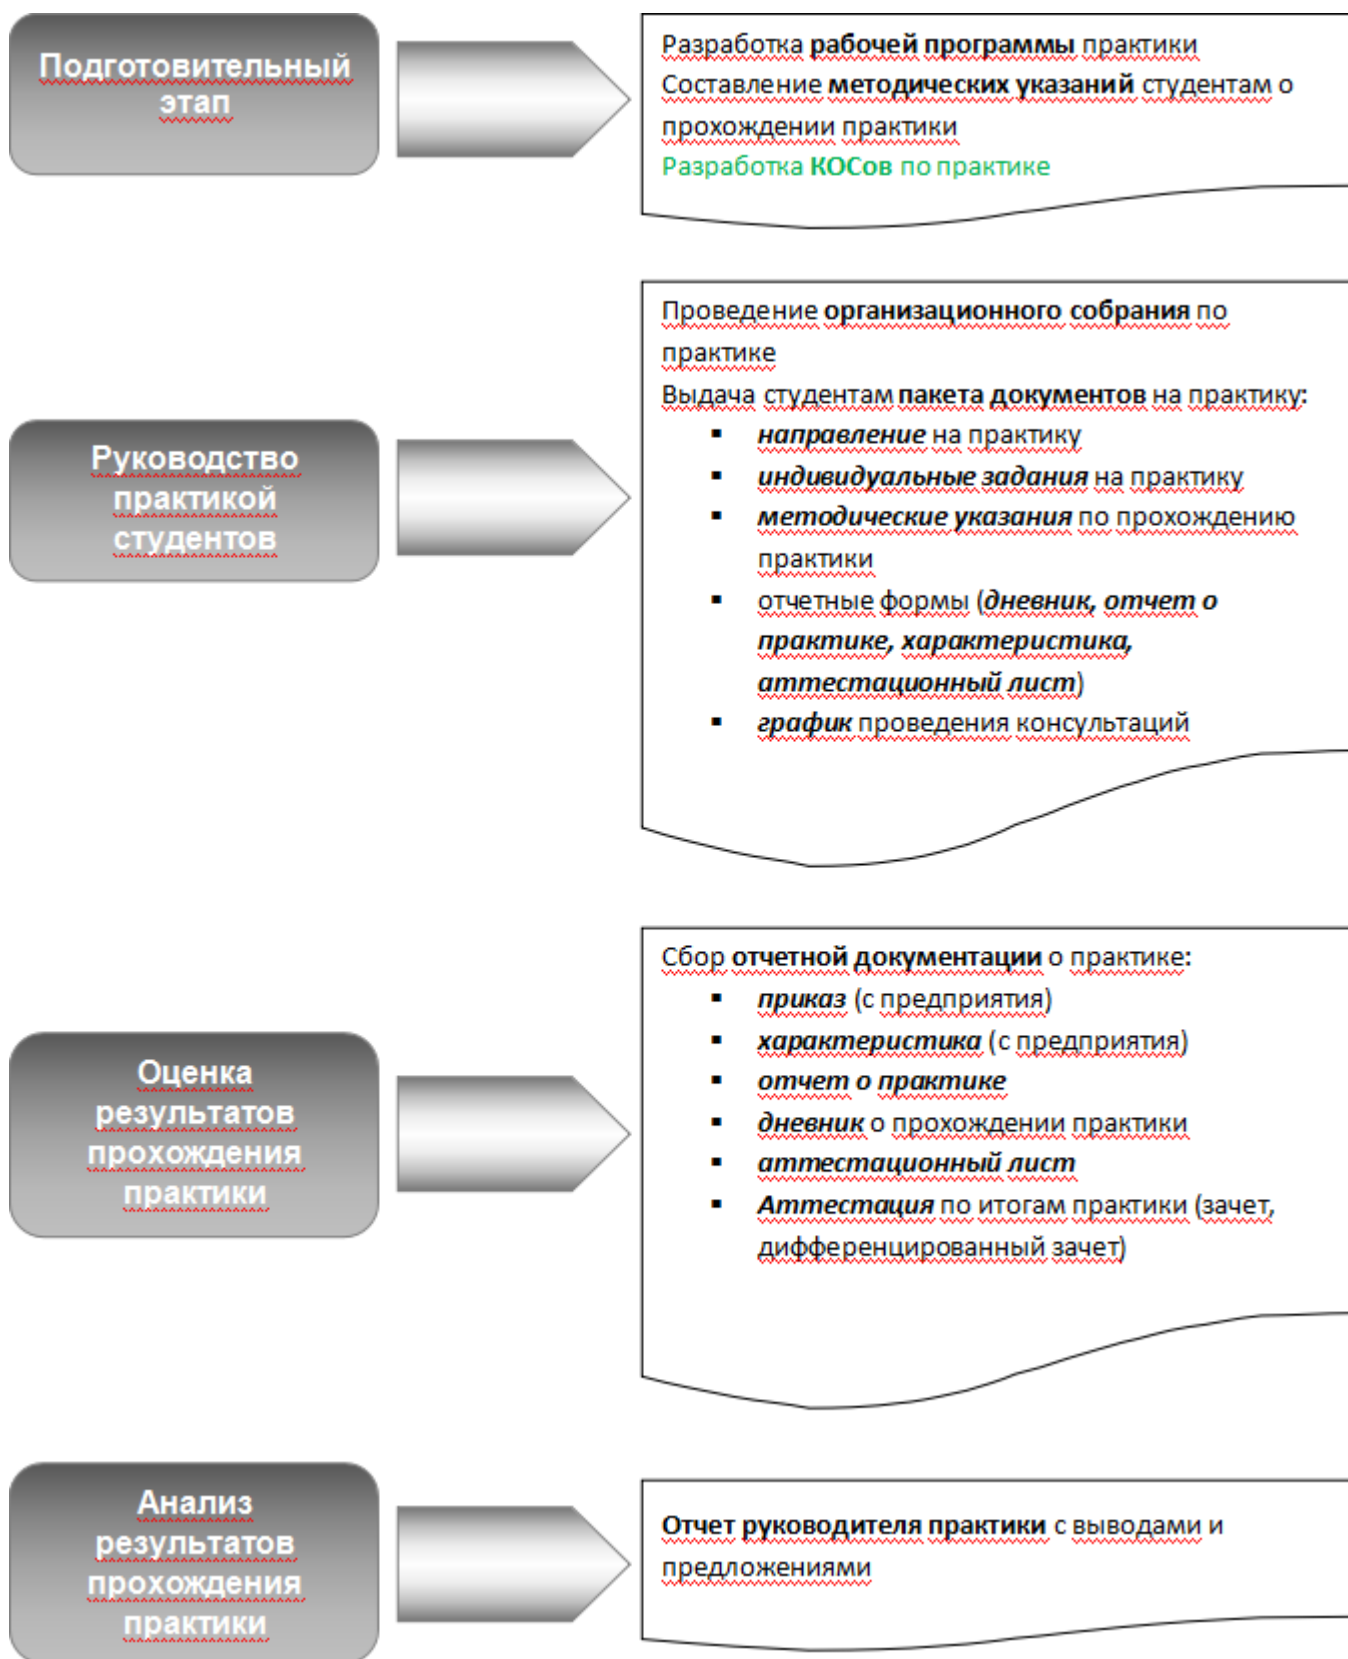 Подготовительный
этап
Разработка рабочей программы практики
Составление методических указаний студентам о
прохождении практики
Разработка КОСов по практике
Руководство
практикой
студентов
Проведение организационного собрания по
практике
Выдача студентам пакета документов на практику:
▪ направление на практику
▪ индивидуальные задания на практику
▪ методические указания по прохождению
практики
▪ отчетные формы (дневник, отчет о
практике, характеристика,
аттестационный лист)
▪ график проведения консультаций
Оценка
результатов
прохождения
практики
Сбор отчетной документации о практике:
▪ приказ (с предприятия)
▪ характеристика (с предприятия)
▪ отчет о практике
▪ дневник о прохождении практики
▪ аттестационный лист
▪ Аттестация по итогам практики (зачет,
дифференцированный зачет)
Анализ
результатов
прохождения
практики
Отчет руководителя практики с выводами и
предложениями